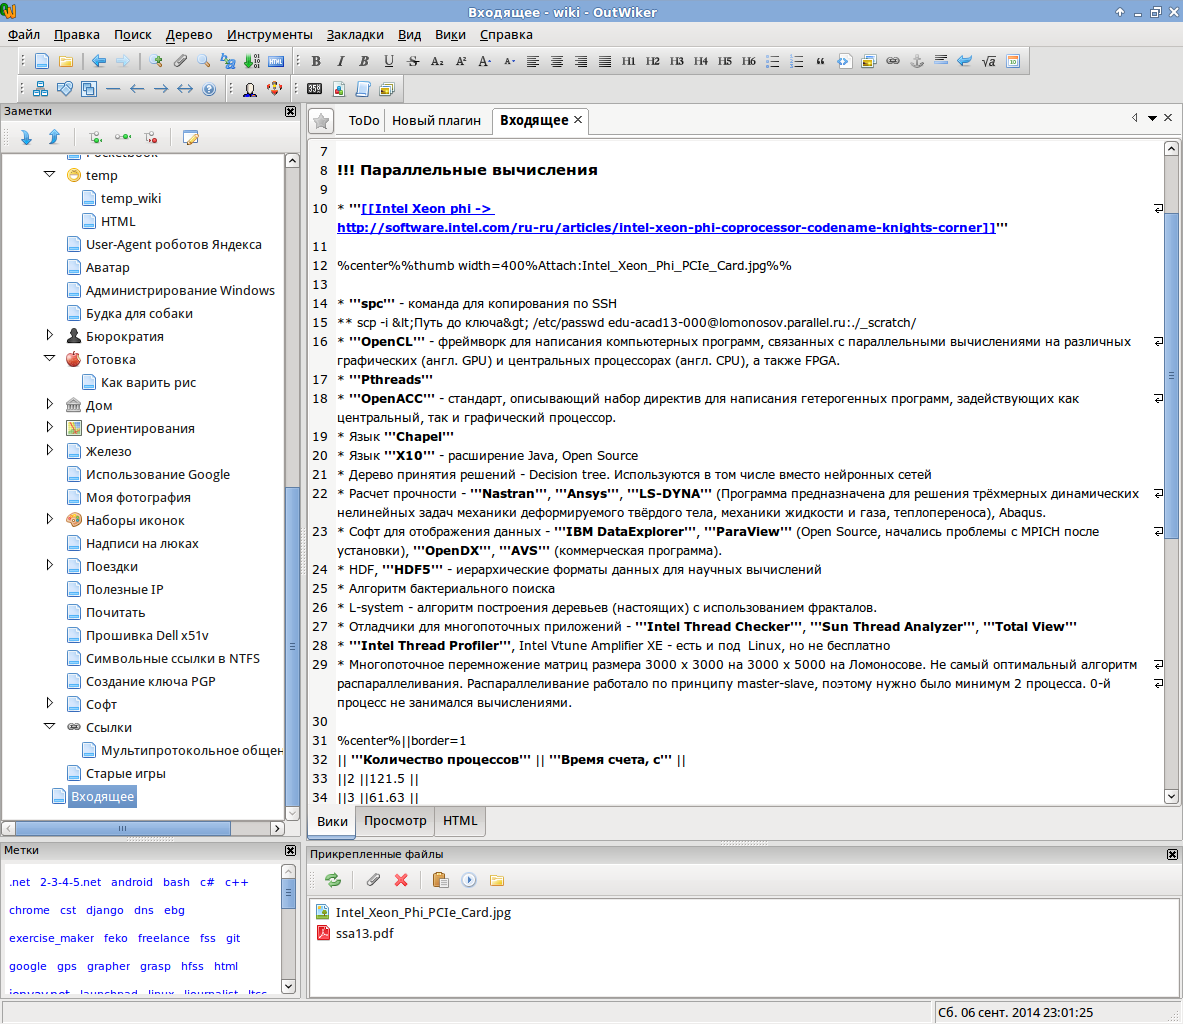 Входящее - wiki - OutWiker
Файл Правка Поиск Дерево Инструменты Закладки Вид Вики Справка
B I B U S A₂ A² A⁺ A⁻ H1 H2 H3 H4 H5 H6
Заметки
Pocketbook
temp
temp_wiki
HTML
User-Agent роботов Яндекса
Аватар
Администрирование Windows
Будка для собаки
Бюрократия
Готовка
Как варить рис
Дом
Ориентирования
Железо
Использование Google
Моя фотография
Наборы иконок
Надписи на люках
Поездки
Полезные IP
Почитать
Прошивка Dell x51v
Символьные ссылки в NTFS
Создание ключа PGP
Софт
Ссылки
Мультипротокольное общен
Старые игры
Входящее
Метки
.net 2-3-4-5.net android bash c# c++
chrome cst django dns ebg
exercise_maker feko freelance fss git
google gps grapher grasp hfss html
jenyay.net launchpad linux livejournalist ltsc
ToDo Новый плагин Входящее
7
8 !!! Параллельные вычисления
9
10 * '''[[Intel Xeon phi ->
http://software.intel.com/ru-ru/articles/intel-xeon-phi-coprocessor-codename-knights-corner]]'''
11
12 %center%%thumb width=400%Attach:Intel_Xeon_Phi_PCIe_Card.jpg%%
13
14 * '''spc''' - команда для копирования по SSH
15 ** scp -i &lt;Путь до ключа&gt; /etc/passwd edu-acad13-000@lomonosov.parallel.ru:./_scratch/
16 * '''OpenCL''' - фреймворк для написания компьютерных программ, связанных с параллельными вычислениями на различных
графических (англ. GPU) и центральных процессорах (англ. CPU), а также FPGA.
17 * '''Pthreads'''
18 * '''OpenACC''' - стандарт, описывающий набор директив для написания гетерогенных программ, задействующих как
центральный, так и графический процессор.
19 * Язык '''Chapel'''
20 * Язык '''X10''' - расширение Java, Open Source
21 * Дерево принятия решений - Decision tree. Используются в том числе вместо нейронных сетей
22 * Расчет прочности - '''Nastran''', '''Ansys''', '''LS-DYNA''' (Программа предназначена для решения трёхмерных динамических
нелинейных задач механики деформируемого твёрдого тела, механики жидкости и газа, теплопереноса), Abaqus.
23 * Софт для отображения данных - '''IBM DataExplorer''', '''ParaView''' (Open Source, начались проблемы с MPICH после
установки), '''OpenDX''', '''AVS''' (коммерческая программа).
24 * HDF, '''HDF5''' - иерархические форматы данных для научных вычислений
25 * Алгоритм бактериального поиска
26 * L-system - алгоритм построения деревьев (настоящих) с использованием фракталов.
27 * Отладчики для многопоточных приложений - '''Intel Thread Checker''', '''Sun Thread Analyzer''', '''Total View'''
28 * '''Intel Thread Profiler''', Intel Vtune Amplifier XE - есть и под  Linux, но не бесплатно
29 * Многопоточное перемножение матриц размера 3000 x 3000 на 3000 x 5000 на Ломоносове. Не самый оптимальный алгоритм
распараллеливания. Распараллеливание работало по принципу master-slave, поэтому нужно было минимум 2 процесса. 0-й
процесс не занимался вычислениями.
30
31 %center%||border=1
32 || '''Количество процессов''' || '''Время счета, с''' ||
33 ||2 ||121.5 ||
34 ||3 ||61.63 ||
Вики Просмотр HTML
Прикрепленные файлы
Intel_Xeon_Phi_PCIe_Card.jpg
ssa13.pdf
Сб. 06 сент. 2014 23:01:25